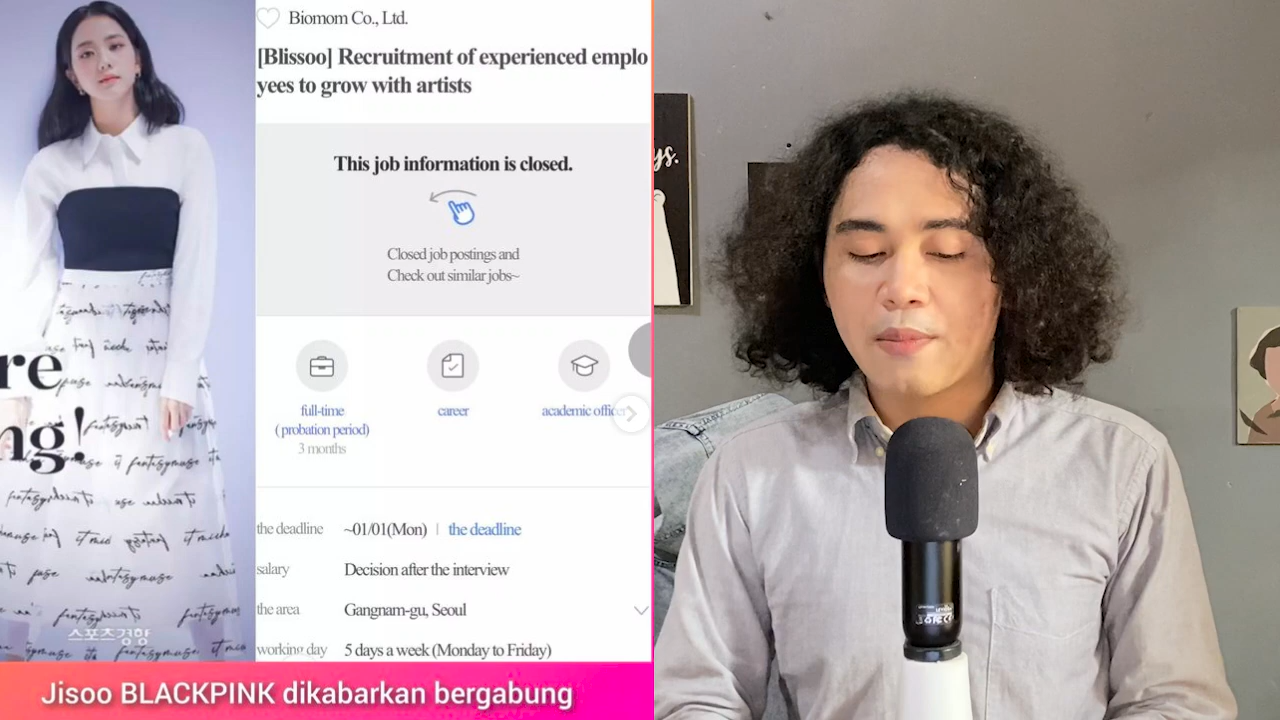 Biomom Co., Ltd.
[Blissoo] Recruitment of experienced emplo
yees to grow with artists
This job information is closed.
Closed job postings and
Check out similar jobs~
full-time
( probation period)
3 months
career
academic officer
the deadline ~01/01(Mon) | the deadline
salary Decision after the interview
the area Gangnam-gu, Seoul
working day 5 days a week (Monday to Friday)
re
ng!
스포츠경향
ys.
Jisoo BLACKPINK dikabarkan bergabung